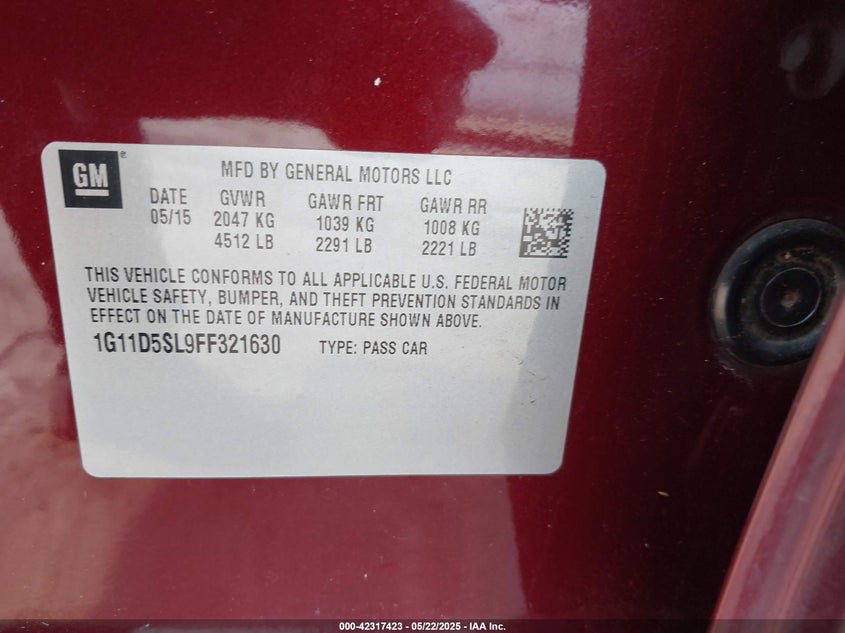 GM ®
MFD BY GENERAL MOTORS LLC
DATE GVWR GAWR FRT GAWR RR
05/15 2047 KG 1039 KG 1008 KG
4512 LB 2291 LB 2221 LB
THIS VEHICLE CONFORMS TO ALL APPLICABLE U.S. FEDERAL MOTOR
VEHICLE SAFETY, BUMPER, AND THEFT PREVENTION STANDARDS IN
EFFECT ON THE DATE OF MANUFACTURE SHOWN ABOVE.
1G11D5SL9FF321630 TYPE: PASS CAR
000-42317423 - 05/22/2025 - IAA Inc.